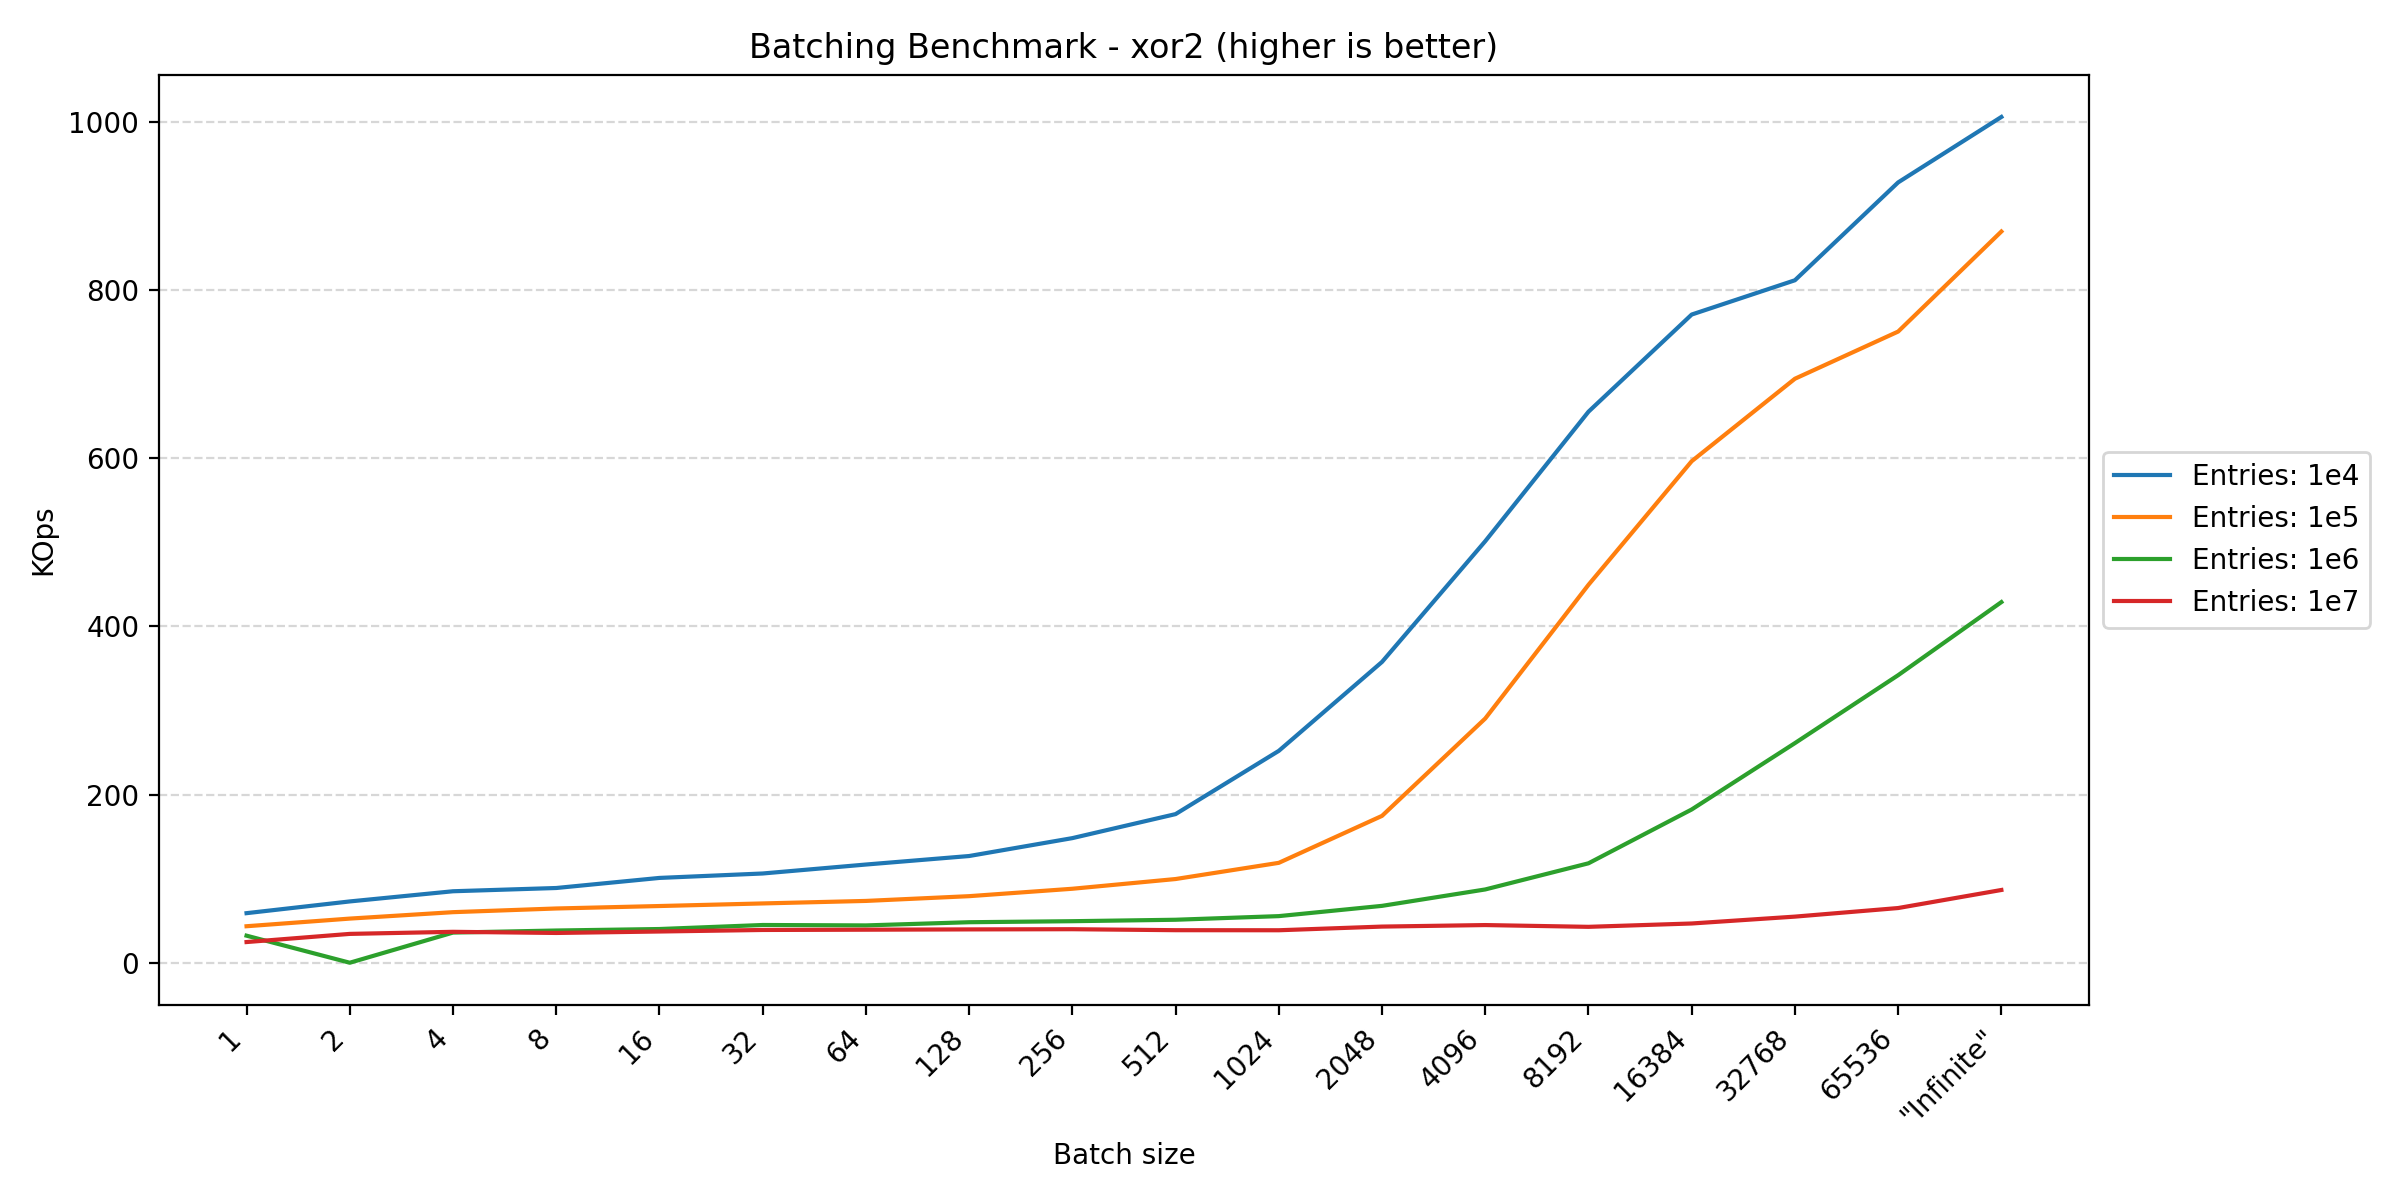 Batching Benchmark - xor2 (higher is better)
KOps
1000
800
600
400
200
0
1
2
4
8
16
32
64
128
256
512
1024
2048
4096
8192
16384
32768
65536
"Infinite"
Batch size
Entries: 1e4
Entries: 1e5
Entries: 1e6
Entries: 1e7